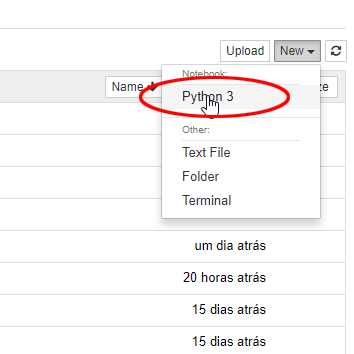 Upload New
Notebook:
Name ze
Python 3
Other:
Text File
Folder
Terminal
um dia atrás
20 horas atrás
15 dias atrás
15 dias atrás